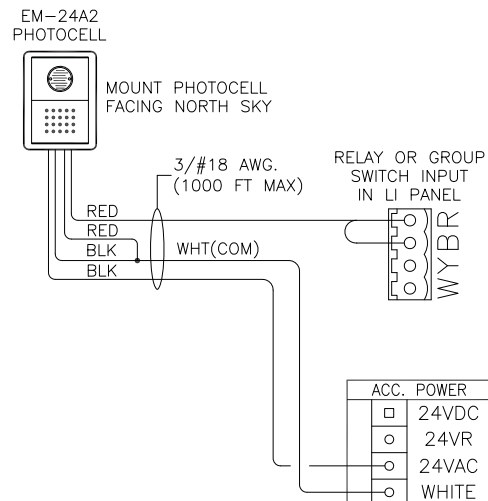 EM-24A2
PHOTOCELL
MOUNT PHOTOCELL
FACING NORTH SKY
3/#18 AWG.
(1000 FT MAX)
RELAY OR GROUP
SWITCH INPUT
IN LI PANEL
RED
RED
BLK
WHT(COM)
BLK
WYBR
ACC. POWER
24VDC
24VR
24VAC
WHITE